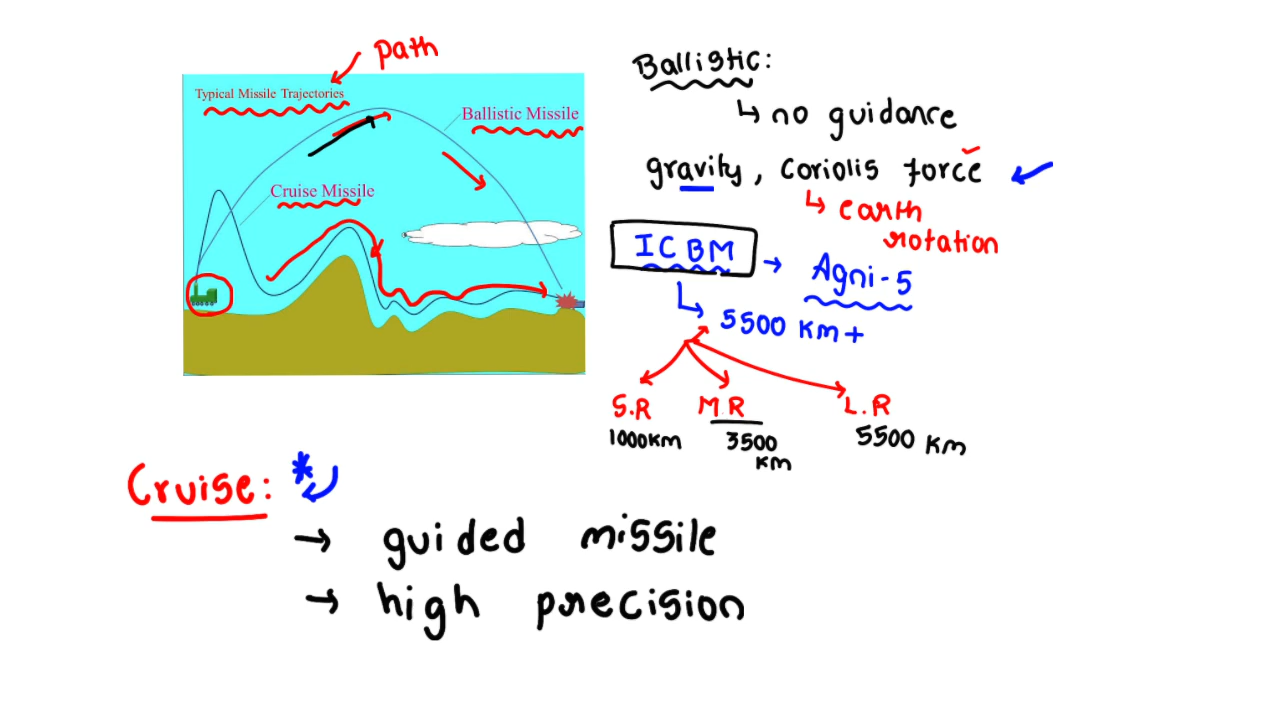 Path
Typical Missile Trajectories
Ballistic Missile
Cruise Missile
Ballistic:
↳ no guidance
gravity, Coriolis force
↳ earth
rotation
ICBM → Agni-5
↳ 5500 KM+
S.R M.R L.R
1000KM 3500 KM 5500 KM
Cruise: *
→ guided missile
→ high precision